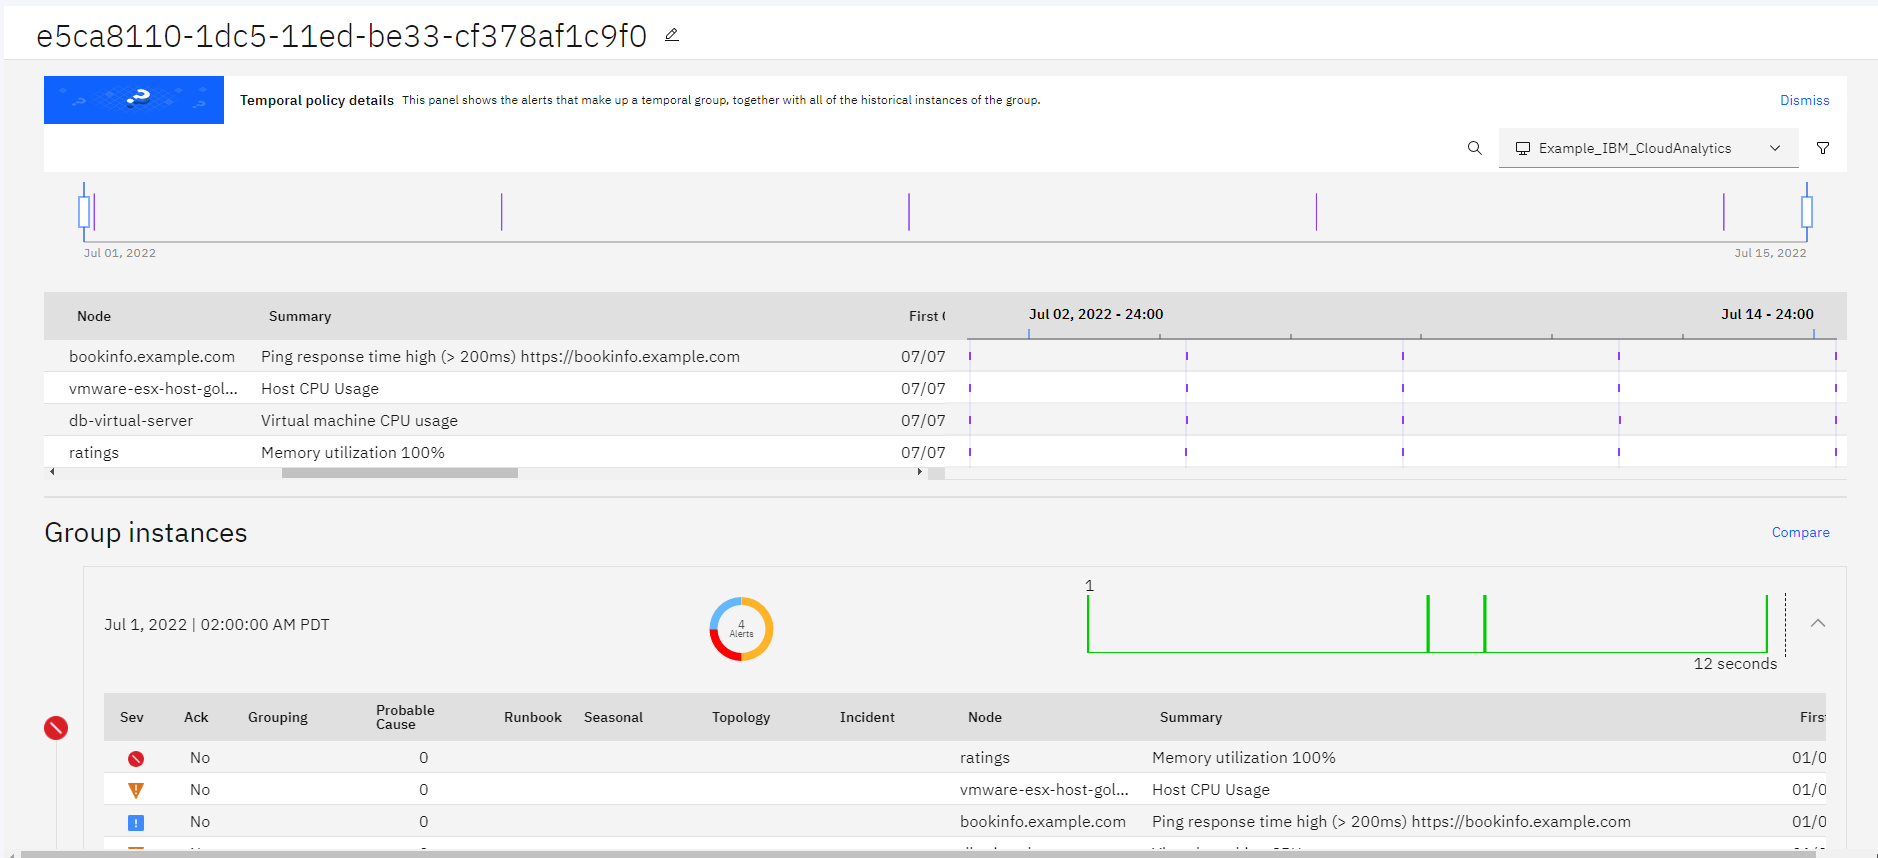 e5ca8110-1dc5-11ed-be33-cf378af1c9f0
Temporal policy details This panel shows the alerts that make up a temporal group, together with all of the historical instances of the group.
Dismiss
Example_IBM_CloudAnalytics
Jul 01, 2022
Jul 15, 2022
Node Summary First Jul 02, 2022 - 24:00 Jul 14 - 24:00
bookinfo.example.com Ping response time high (> 200ms) https://bookinfo.example.com 07/07
vmware-esx-host-gol... Host CPU Usage 07/07
db-virtual-server Virtual machine CPU usage 07/07
ratings Memory utilization 100% 07/07
Group instances
Compare
Jul 1, 2022 | 02:00:00 AM PDT
4
Alerts
1
12 seconds
Sev Ack Grouping Probable Cause Runbook Seasonal Topology Incident Node Summary First
No 0 ratings Memory utilization 100% 01/0
No 0 vmware-esx-host-gol... Host CPU Usage 01/0
No 0 bookinfo.example.com Ping response time high (> 200ms) https://bookinfo.example.com 01/0